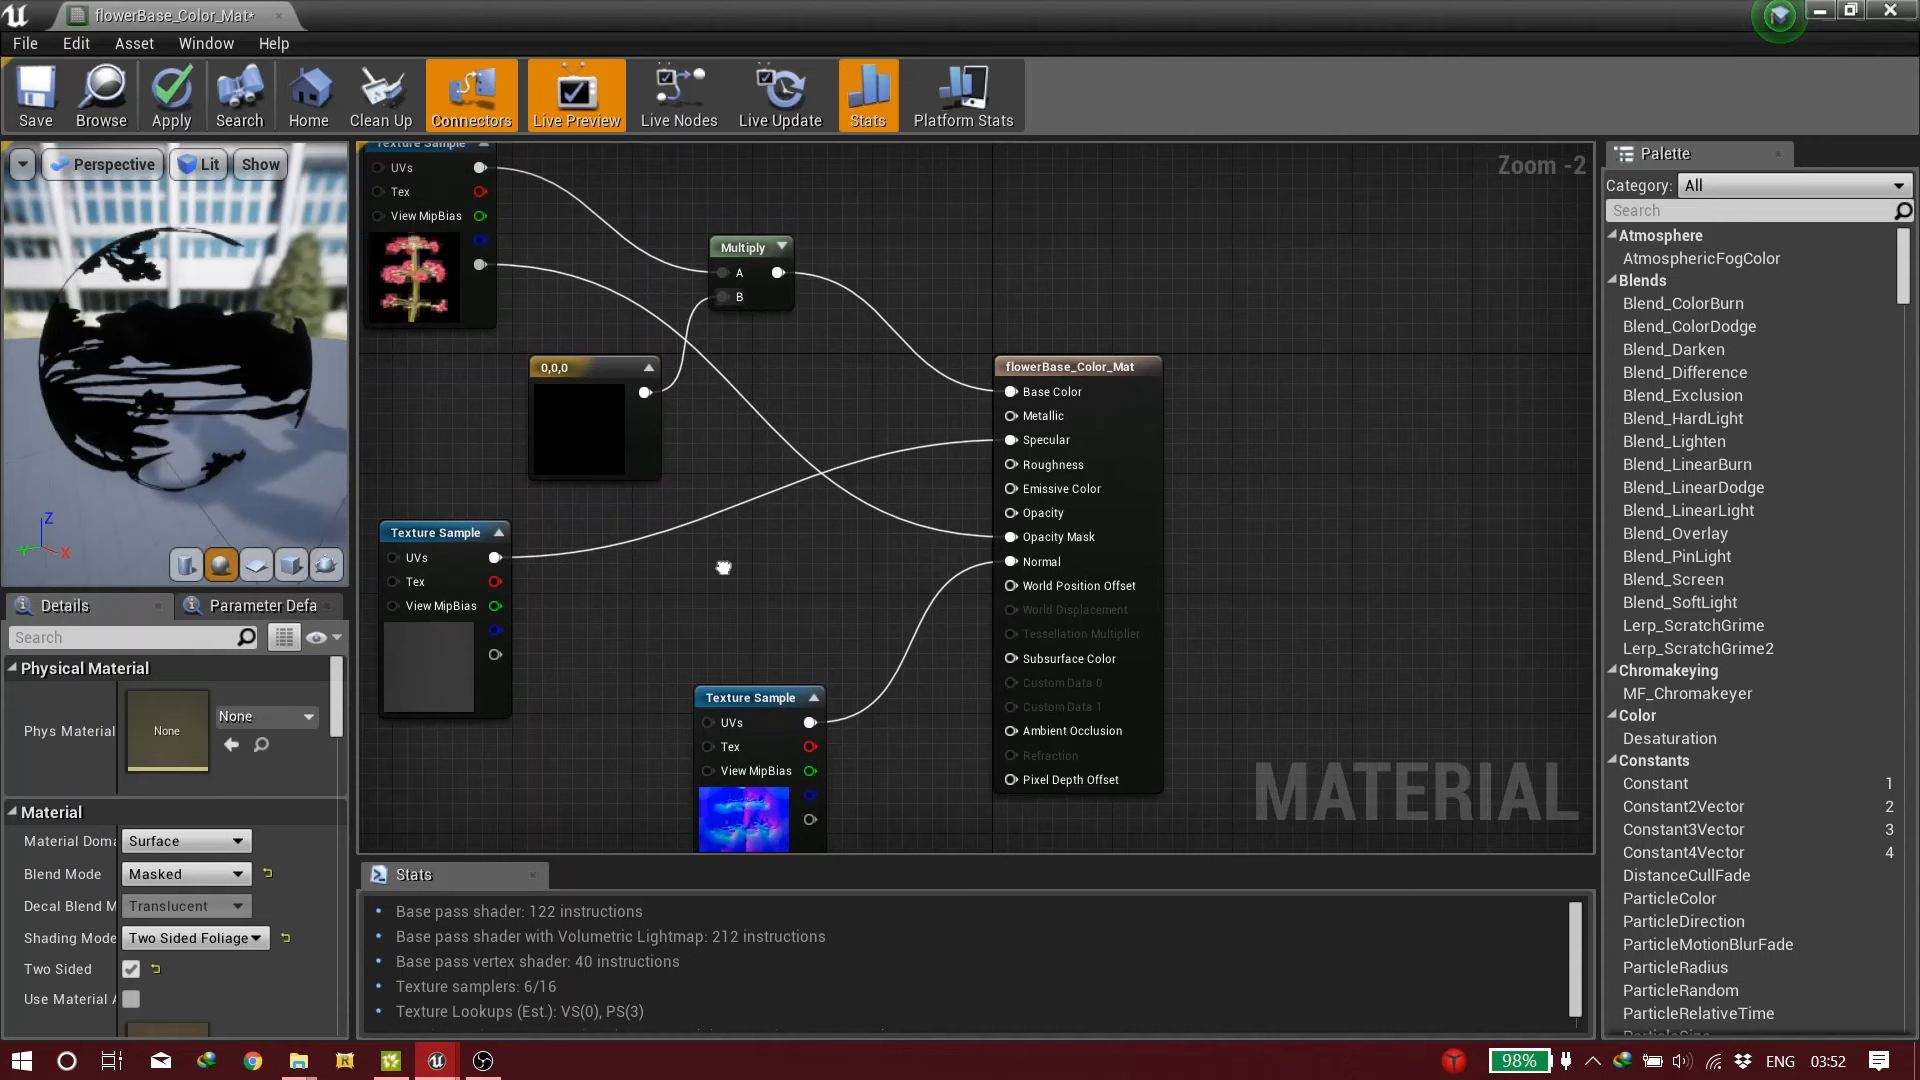 flowerBase_Color_Mat*
File Edit Asset Window Help
Save Browse Apply Search Home Clean Up Connectors Live Preview Live Nodes Live Update Stats Platform Stats
Perspective Lit Show
Z
Y X
Texture Sample
UVs
Tex
View MipBias
Multiply
A
B
0,0,0
Texture Sample
UVs
Tex
View MipBias
Texture Sample
UVs
Tex
View MipBias
flowerBase_Color_Mat
Base Color
Metallic
Specular
Roughness
Emissive Color
Opacity
Opacity Mask
Normal
World Position Offset
World Displacement
Tessellation Multiplier
Subsurface Color
Custom Data 0
Custom Data 1
Ambient Occlusion
Refraction
Pixel Depth Offset
Zoom -2
MATERIAL
Details Parameter Defa
Search
Physical Material
Phys Material None None
Material
Material Doma Surface
Blend Mode Masked
Decal Blend M Translucent
Shading Mode Two Sided Foliage
Two Sided
Use Material A
Stats
Base pass shader: 122 instructions
Base pass shader with Volumetric Lightmap: 212 instructions
Base pass vertex shader: 40 instructions
Texture samplers: 6/16
Texture Lookups (Est.): VS(0), PS(3)
Palette
Category: All
Search
Atmosphere
AtmosphericFogColor
Blends
Blend_ColorBurn
Blend_ColorDodge
Blend_Darken
Blend_Difference
Blend_Exclusion
Blend_HardLight
Blend_Lighten
Blend_LinearBurn
Blend_LinearDodge
Blend_LinearLight
Blend_Overlay
Blend_PinLight
Blend_Screen
Blend_SoftLight
Lerp_ScratchGrime
Lerp_ScratchGrime2
Chromakeying
MF_Chromakeyer
Color
Desaturation
Constants
Constant 1
Constant2Vector 2
Constant3Vector 3
Constant4Vector 4
DistanceCullFade
ParticleColor
ParticleDirection
ParticleMotionBlurFade
ParticleRadius
ParticleRandom
ParticleRelativeTime
98% ENG 03:52